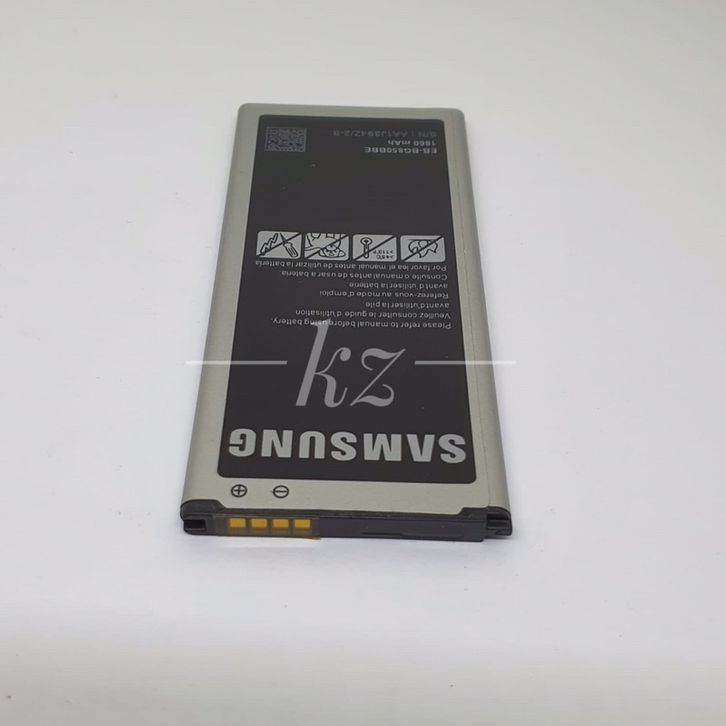 SAMSUNG
Please refer to manual before using battery.
Veuillez consulter le guide d'utilisation
avant d'utiliser la pile.
Referez-vous au mode d'emploi
avant d'utiliser la batterie.
Consulte o manual antes de usar a bateria.
Por favor lea el manual antes de utilizar la batería
EB-BG850BBE
1860 mAh
S/N : AA1J394Z/2-B
kz